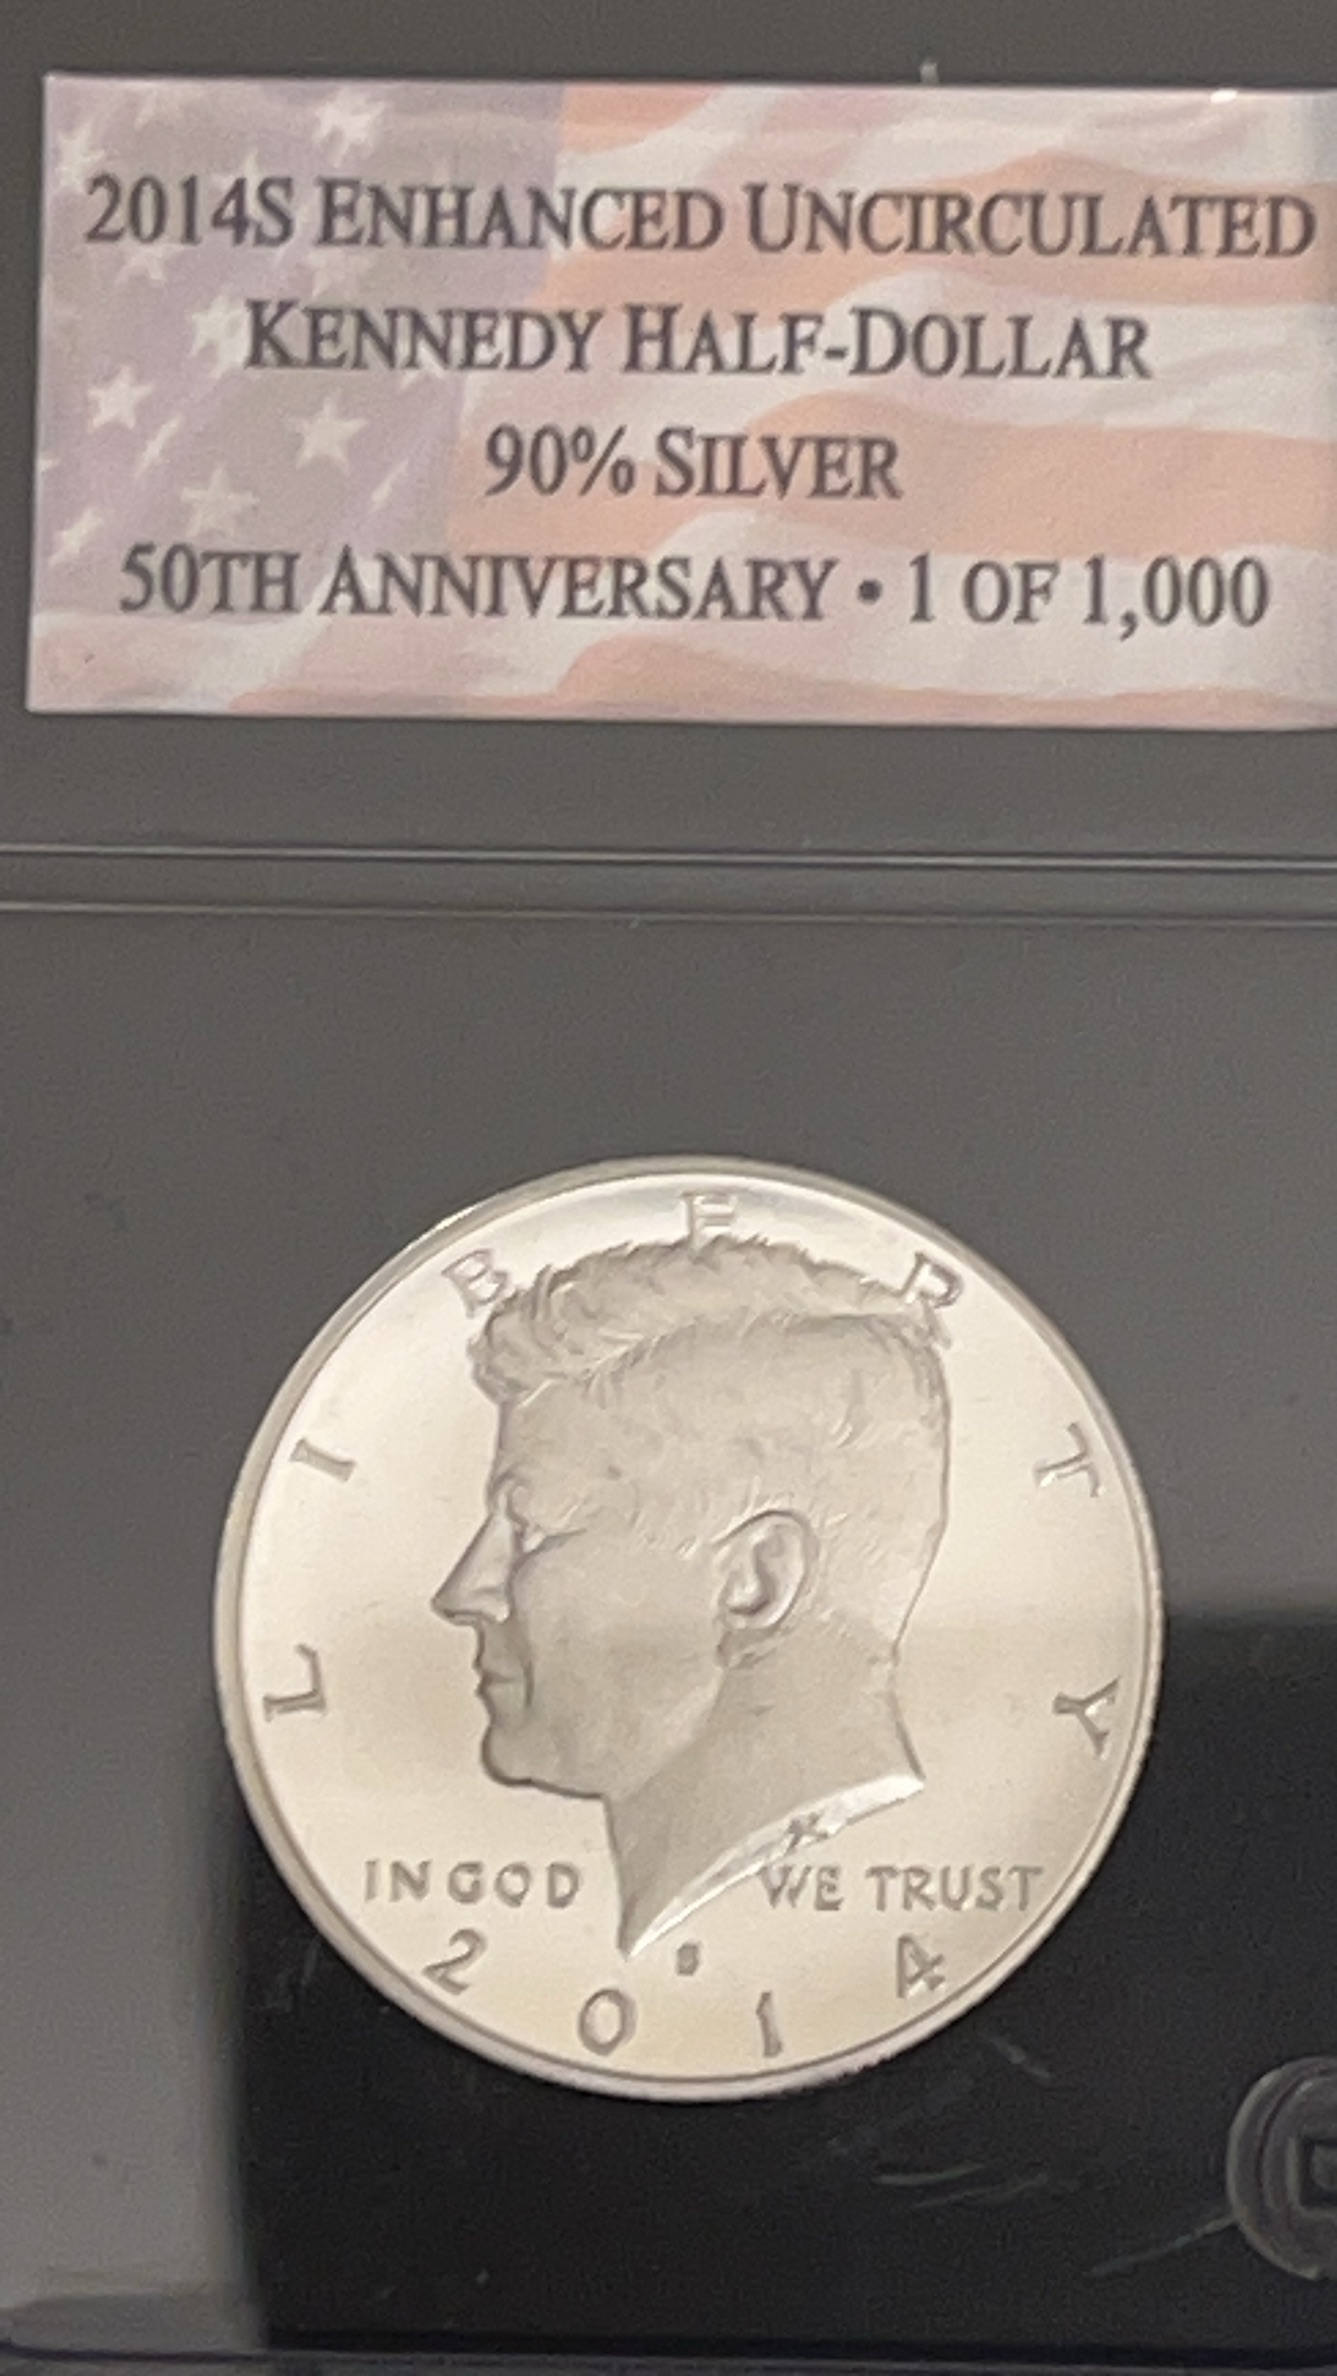 2014S ENHANCED UNCIRCULATED
KENNEDY HALF-DOLLAR
90% SILVER
50TH ANNIVERSARY • 1 OF 1,000
LIBERTY
IN GOD WE TRUST
S
2014